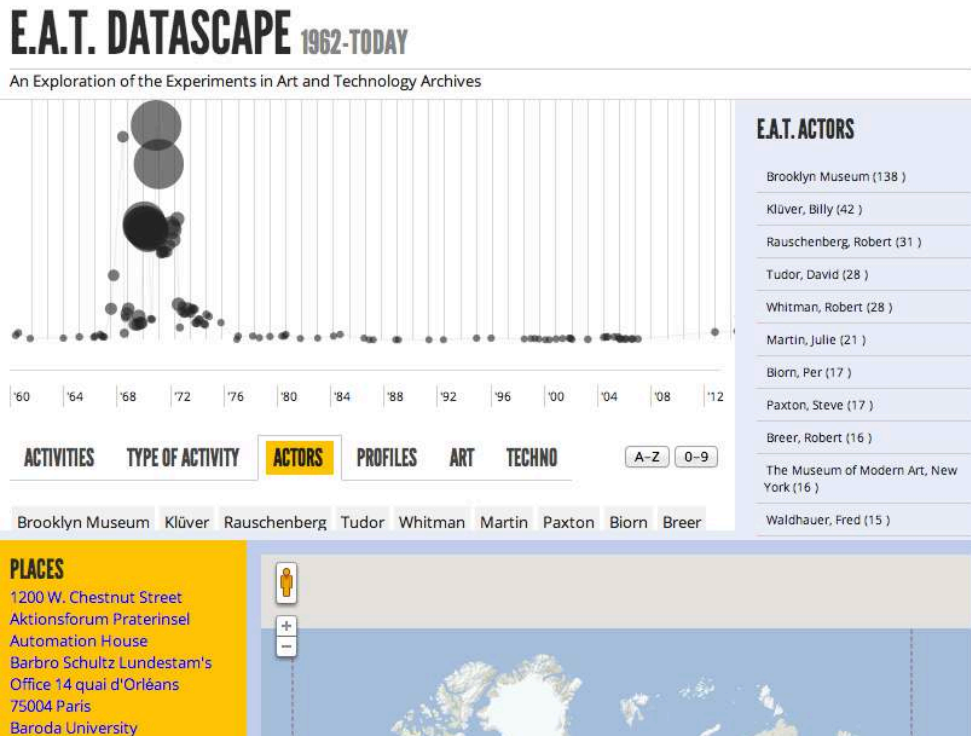 E.A.T. DATASCAPE 1962-TODAY
An Exploration of the Experiments in Art and Technology Archives
'60 '64 '68 '72 '76 '80 '84 '88 '92 '96 '00 '04 '08 '12
ACTIVITIES TYPE OF ACTIVITY ACTORS PROFILES ART TECHNO A-Z 0-9
Brooklyn Museum Klüver Rauschenberg Tudor Whitman Martin Paxton Biorn Breer
E.A.T. ACTORS
Brooklyn Museum (138 )
Klüver, Billy (42 )
Rauschenberg, Robert (31 )
Tudor, David (28 )
Whitman, Robert (28 )
Martin, Julie (21 )
Biorn, Per (17 )
Paxton, Steve (17 )
Breer, Robert (16 )
The Museum of Modern Art, New
York (16 )
Waldhauer, Fred (15 )
PLACES
1200 W. Chestnut Street
Aktionsforum Praterinsel
Automation House
Barbro Schultz Lundestam's
Office 14 quai d'Orléans
75004 Paris
Baroda University
+
−